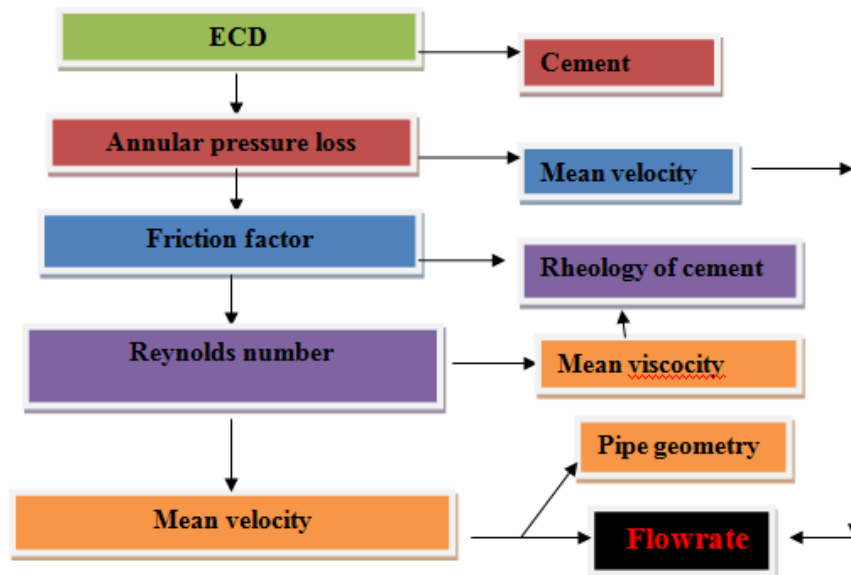 ECD
Cement
Annular pressure loss
Mean velocity
Friction factor
Rheology of cement
Reynolds number
Mean viscocity
Pipe geometry
Mean velocity
Flowrate